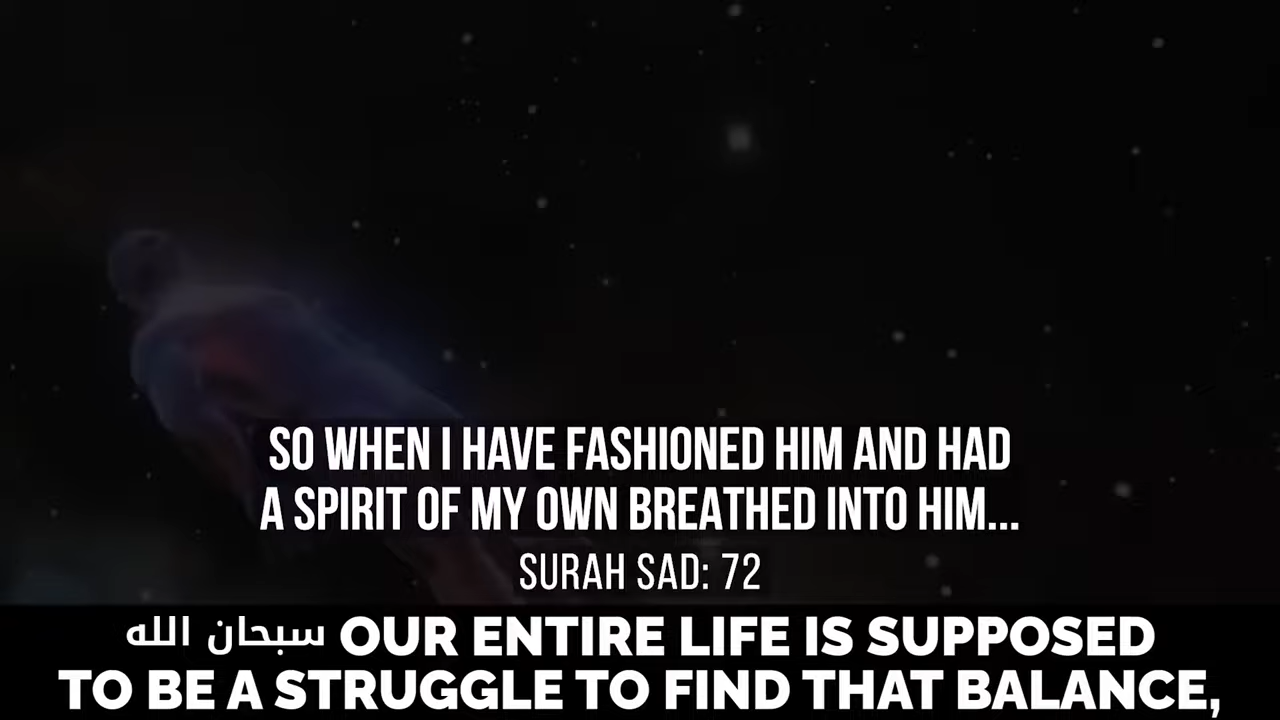 SO WHEN I HAVE FASHIONED HIM AND HAD
A SPIRIT OF MY OWN BREATHED INTO HIM...
SURAH SAD: 72
سبحان الله OUR ENTIRE LIFE IS SUPPOSED
TO BE A STRUGGLE TO FIND THAT BALANCE,